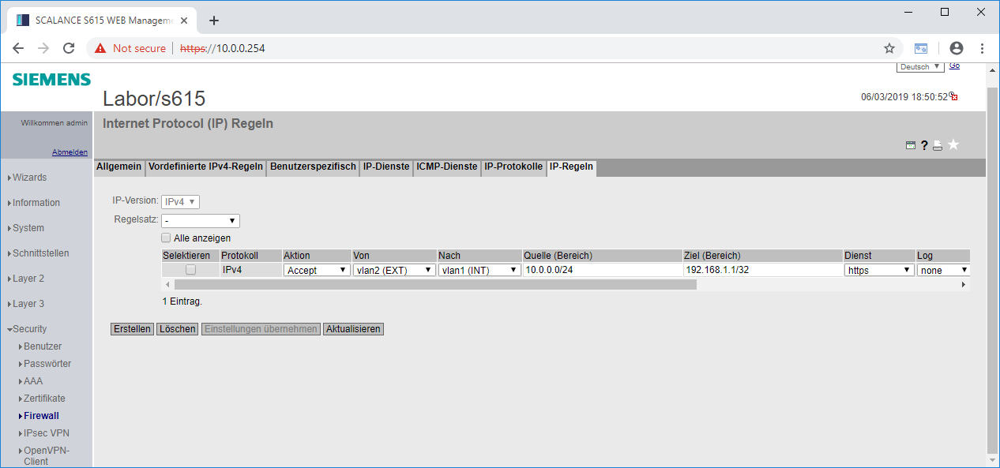 SCALANCE S615 WEB Manageme
Not secure https://10.0.0.254
Deutsch Go
SIEMENS
Labor/s615
06/03/2019 18:50:52
Willkommen admin
Internet Protocol (IP) Regeln
?
Abmelden
Allgemein Vordefinierte IPv4-Regeln Benutzerspezifisch IP-Dienste ICMP-Dienste IP-Protokolle IP-Regeln
Wizards
Information
System
Schnittstellen
Layer 2
Layer 3
Security
Benutzer
Passwörter
AAA
Zertifikate
Firewall
IPsec VPN
OpenVPN-
Client
IP-Version: IPv4
Regelsatz: -
Alle anzeigen
Selektieren Protokoll Aktion Von Nach Quelle (Bereich) Ziel (Bereich) Dienst Log
IPv4 Accept vlan2 (EXT) vlan1 (INT) 10.0.0.0/24 192.168.1.1/32 https none
1 Eintrag.
Erstellen Löschen Einstellungen übernehmen Aktualisieren